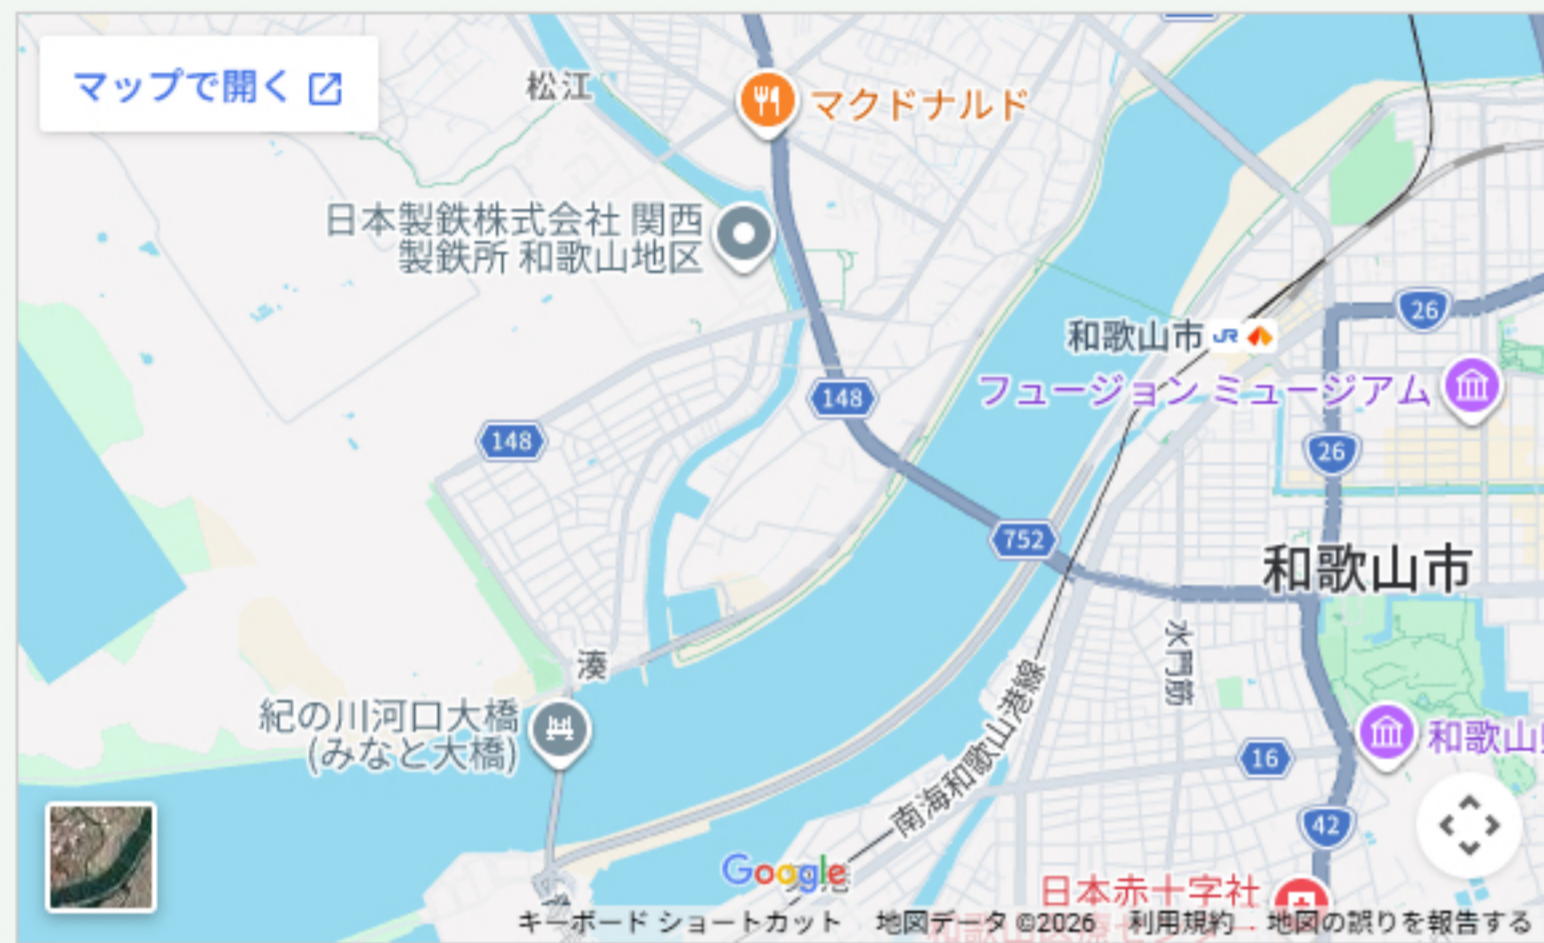 マップで開く
松江
マクドナルド
日本製鉄株式会社 関西
製鉄所 和歌山地区
和歌山市 JR
26
フュージョン ミュージアム
148
148
26
752
和歌山市
水門筋
湊
紀の川河口大橋
(みなと大橋)
南海和歌山港線
16
和歌山
42
Google
日本赤十字社
キーボード ショートカット 地図データ ©2026 利用規約 地図の誤りを報告する